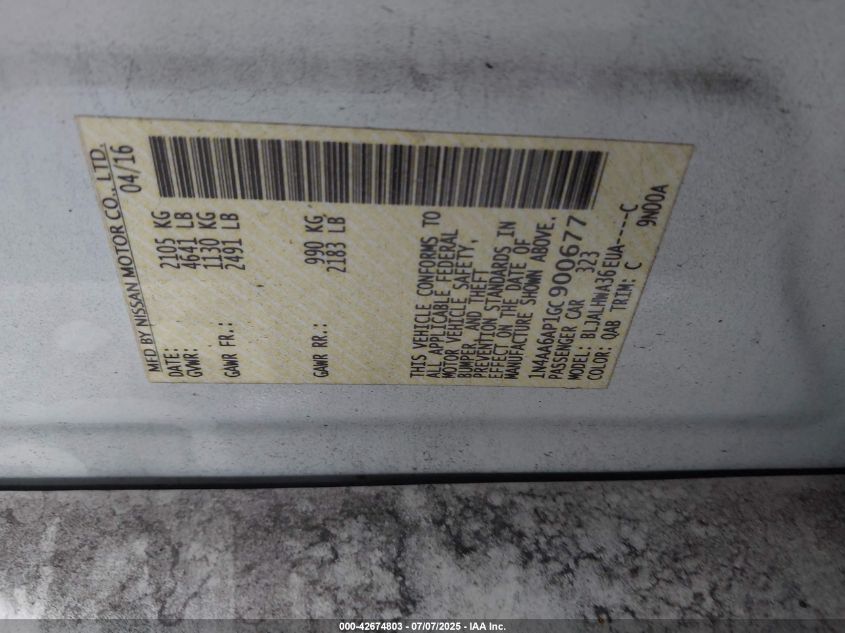 MFD BY NISSAN MOTOR CO., LTD.
DATE: 04/16
GVWR: 2105 KG
4641 LB
GAWR FR.: 1130 KG
2491 LB
GAWR RR.: 990 KG
2183 LB
THIS VEHICLE CONFORMS TO
ALL APPLICABLE FEDERAL
MOTOR VEHICLE SAFETY,
BUMPER, AND THEFT
PREVENTION STANDARDS IN
EFFECT ON THE DATE OF
MANUFACTURE SHOWN ABOVE.
1N4AA6AP1GC900677
PASSENGER CAR 323
MODEL: BLJALHWA36EUA----C
COLOR: QAB TRIM: C 9N00A
000-42674803 - 07/07/2025 - IAA Inc.